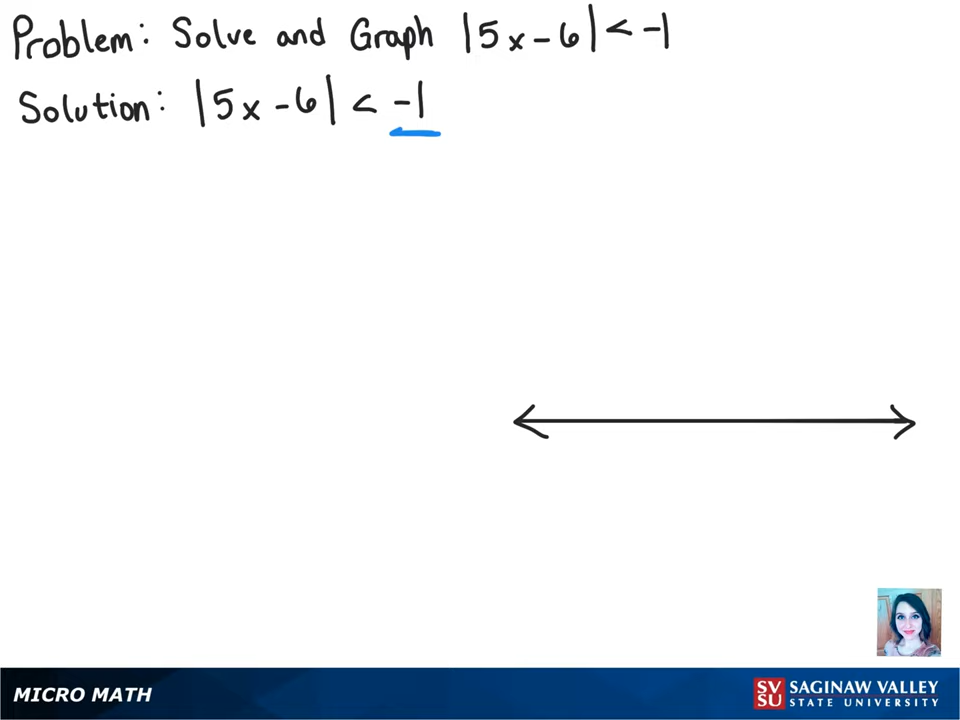 Problem: Solve and Graph |5x-6|<-1
Solution: |5x-6|<-1
MICRO MATH
SV SU SAGINAW VALLEY
STATE UNIVERSITY